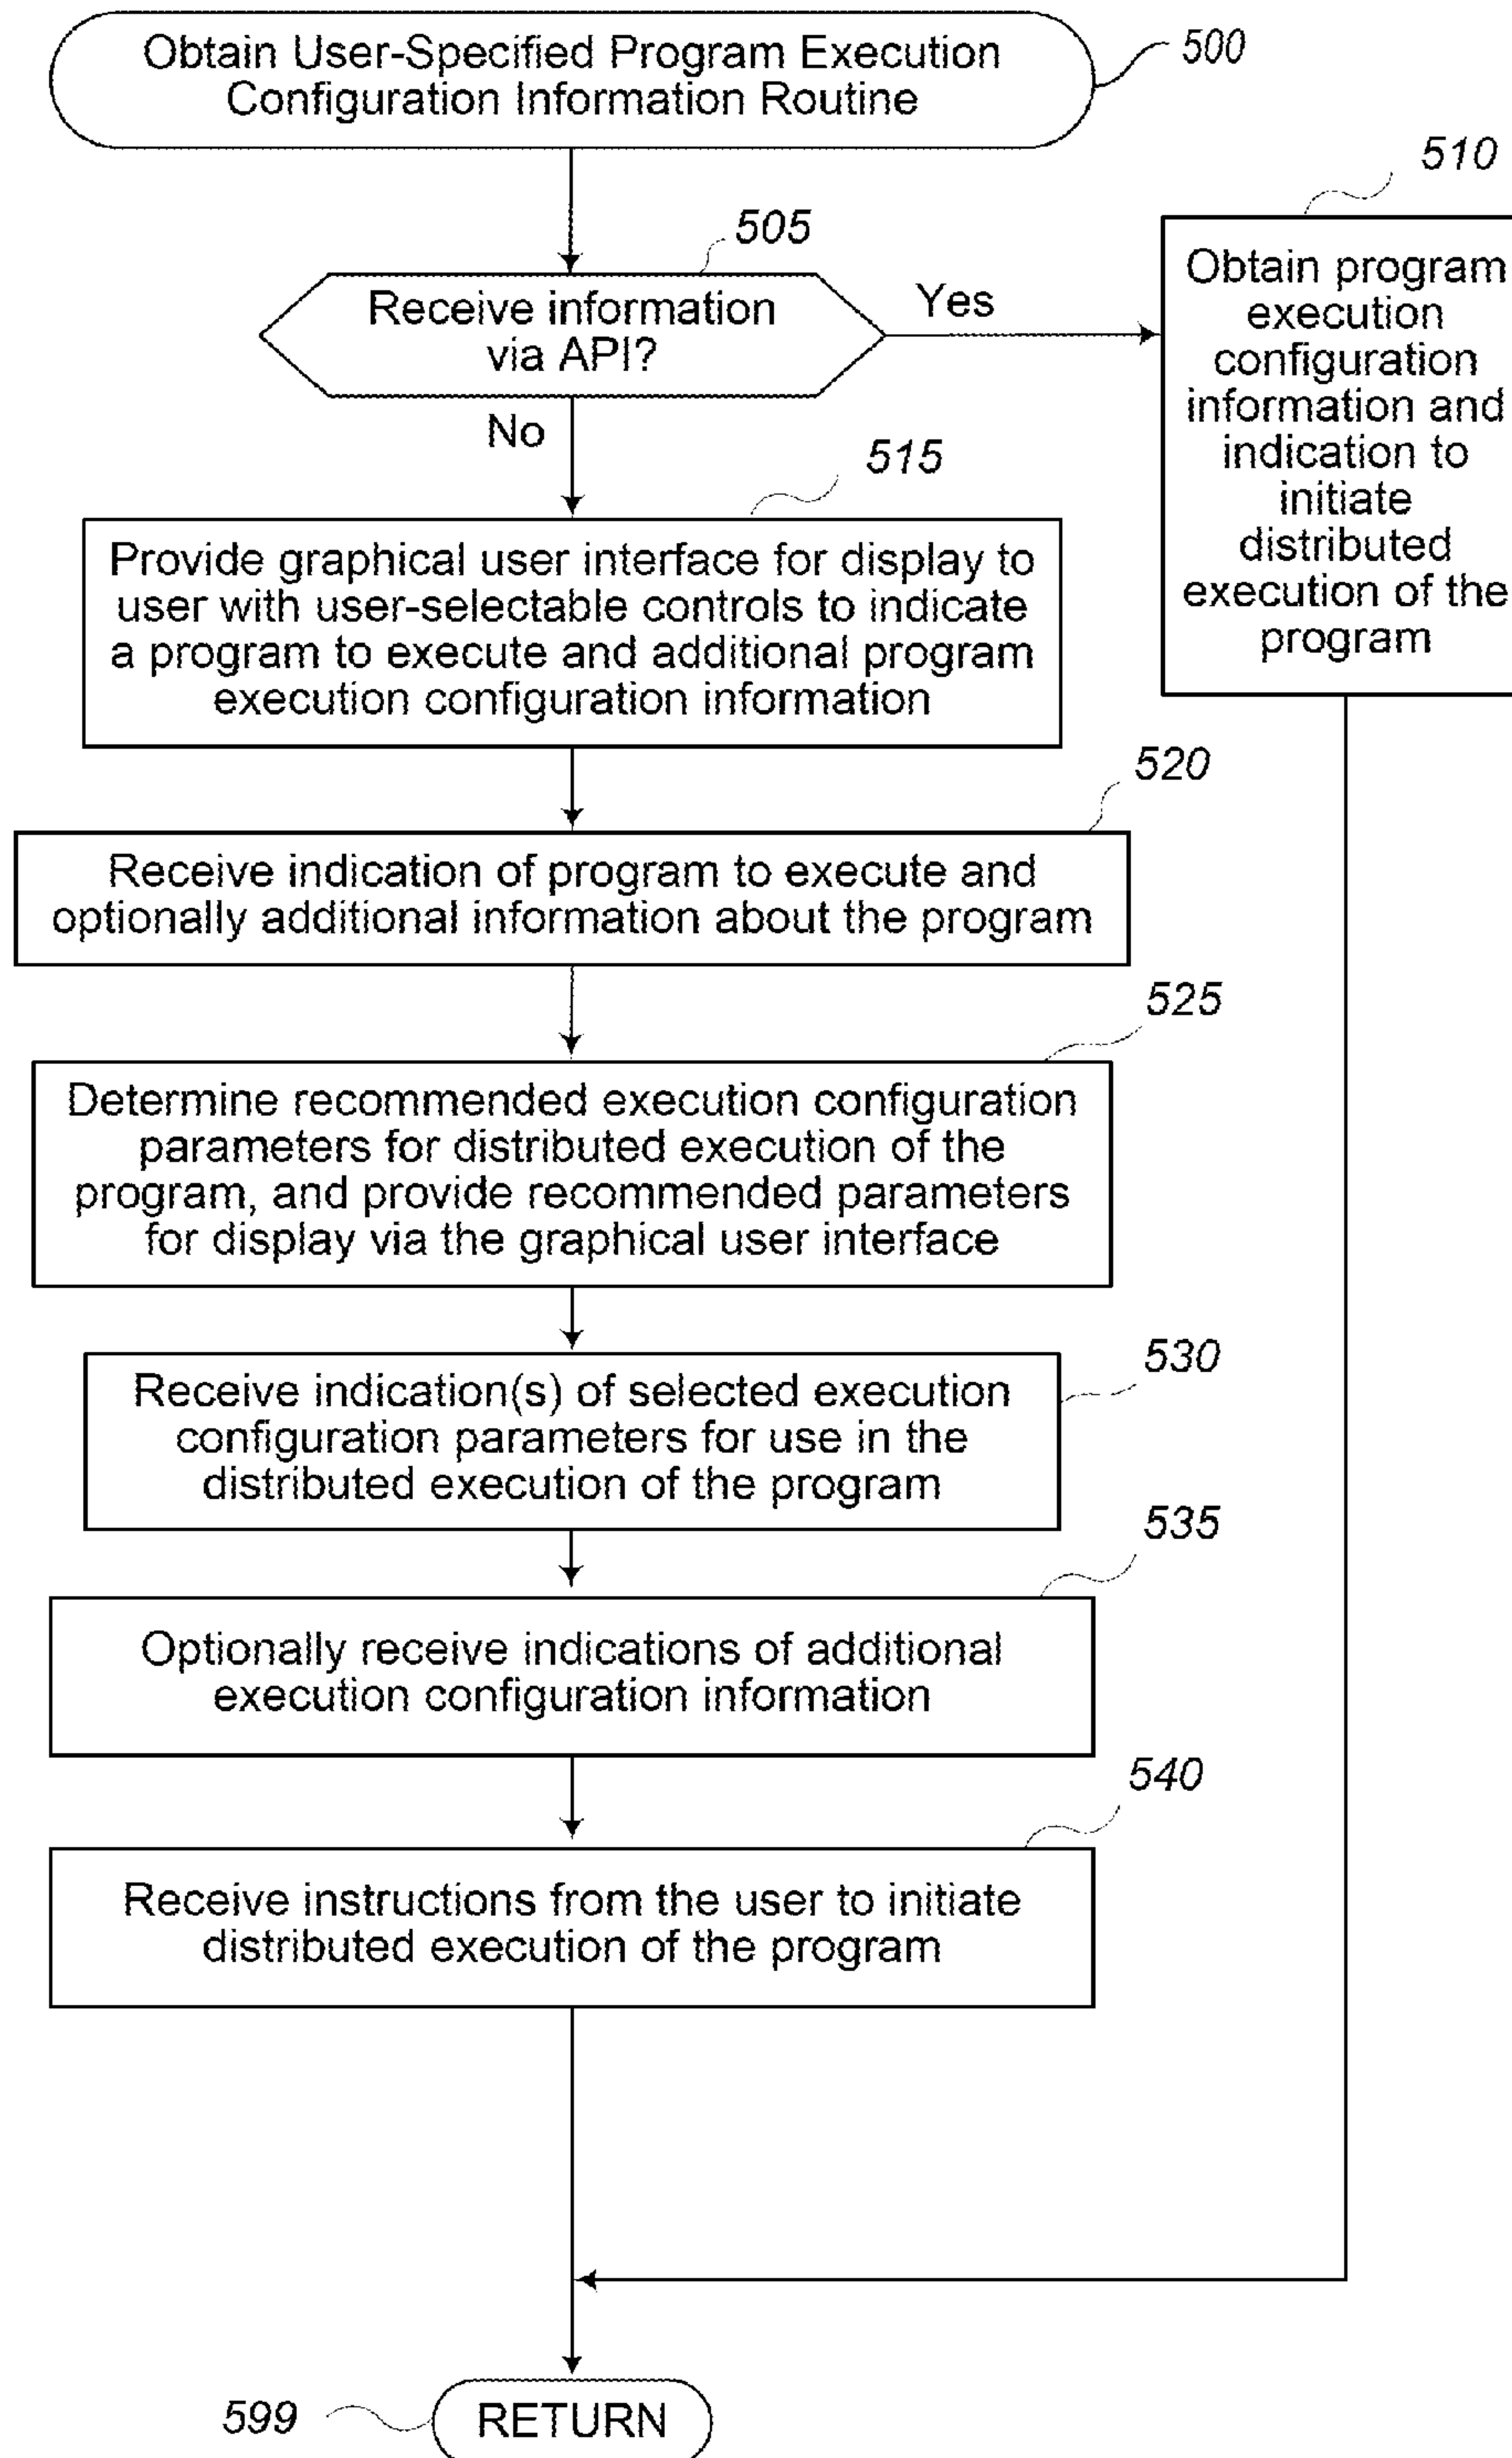 Obtain User-Specified Program Execution
Configuration Information Routine
500
505
Receive information
via API?
Yes
No
510
Obtain program
execution
configuration
information and
indication to
initiate
distributed
execution of the
program
515
Provide graphical user interface for display to
user with user-selectable controls to indicate
a program to execute and additional program
execution configuration information
520
Receive indication of program to execute and
optionally additional information about the program
525
Determine recommended execution configuration
parameters for distributed execution of the
program, and provide recommended parameters
for display via the graphical user interface
530
Receive indication(s) of selected execution
configuration parameters for use in the
distributed execution of the program
535
Optionally receive indications of additional
execution configuration information
540
Receive instructions from the user to initiate
distributed execution of the program
599
RETURN